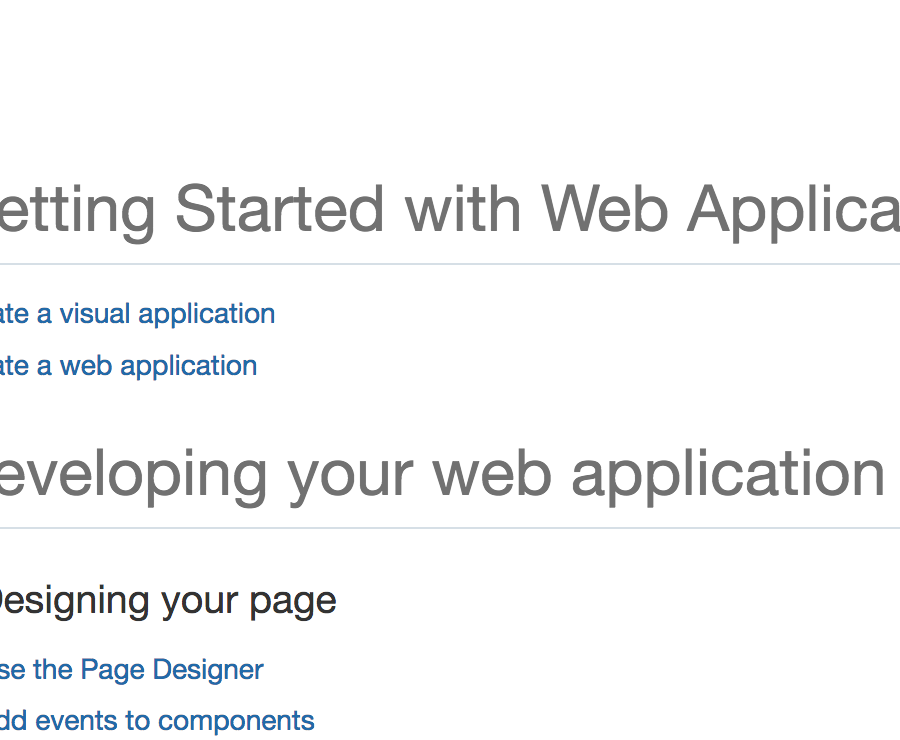 etting Started with Web Applica
ate a visual application
ate a web application
eveloping your web application
Designing your page
se the Page Designer
dd events to components